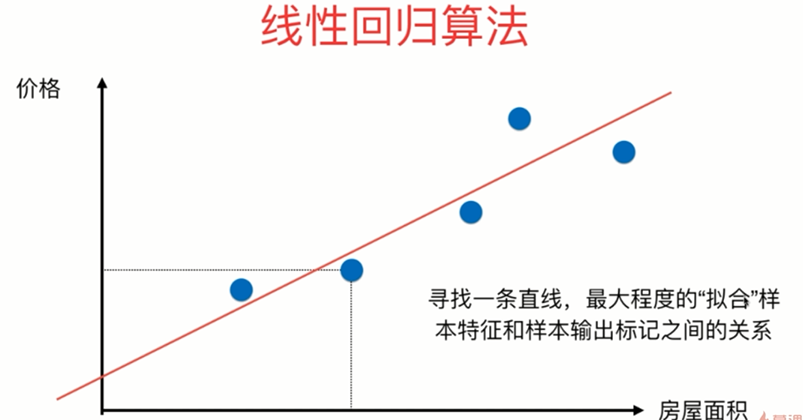 线性回归算法
价格
寻找一条直线，最大程度的“拟合”样
本特征和样本输出标记之间的关系
房屋面积